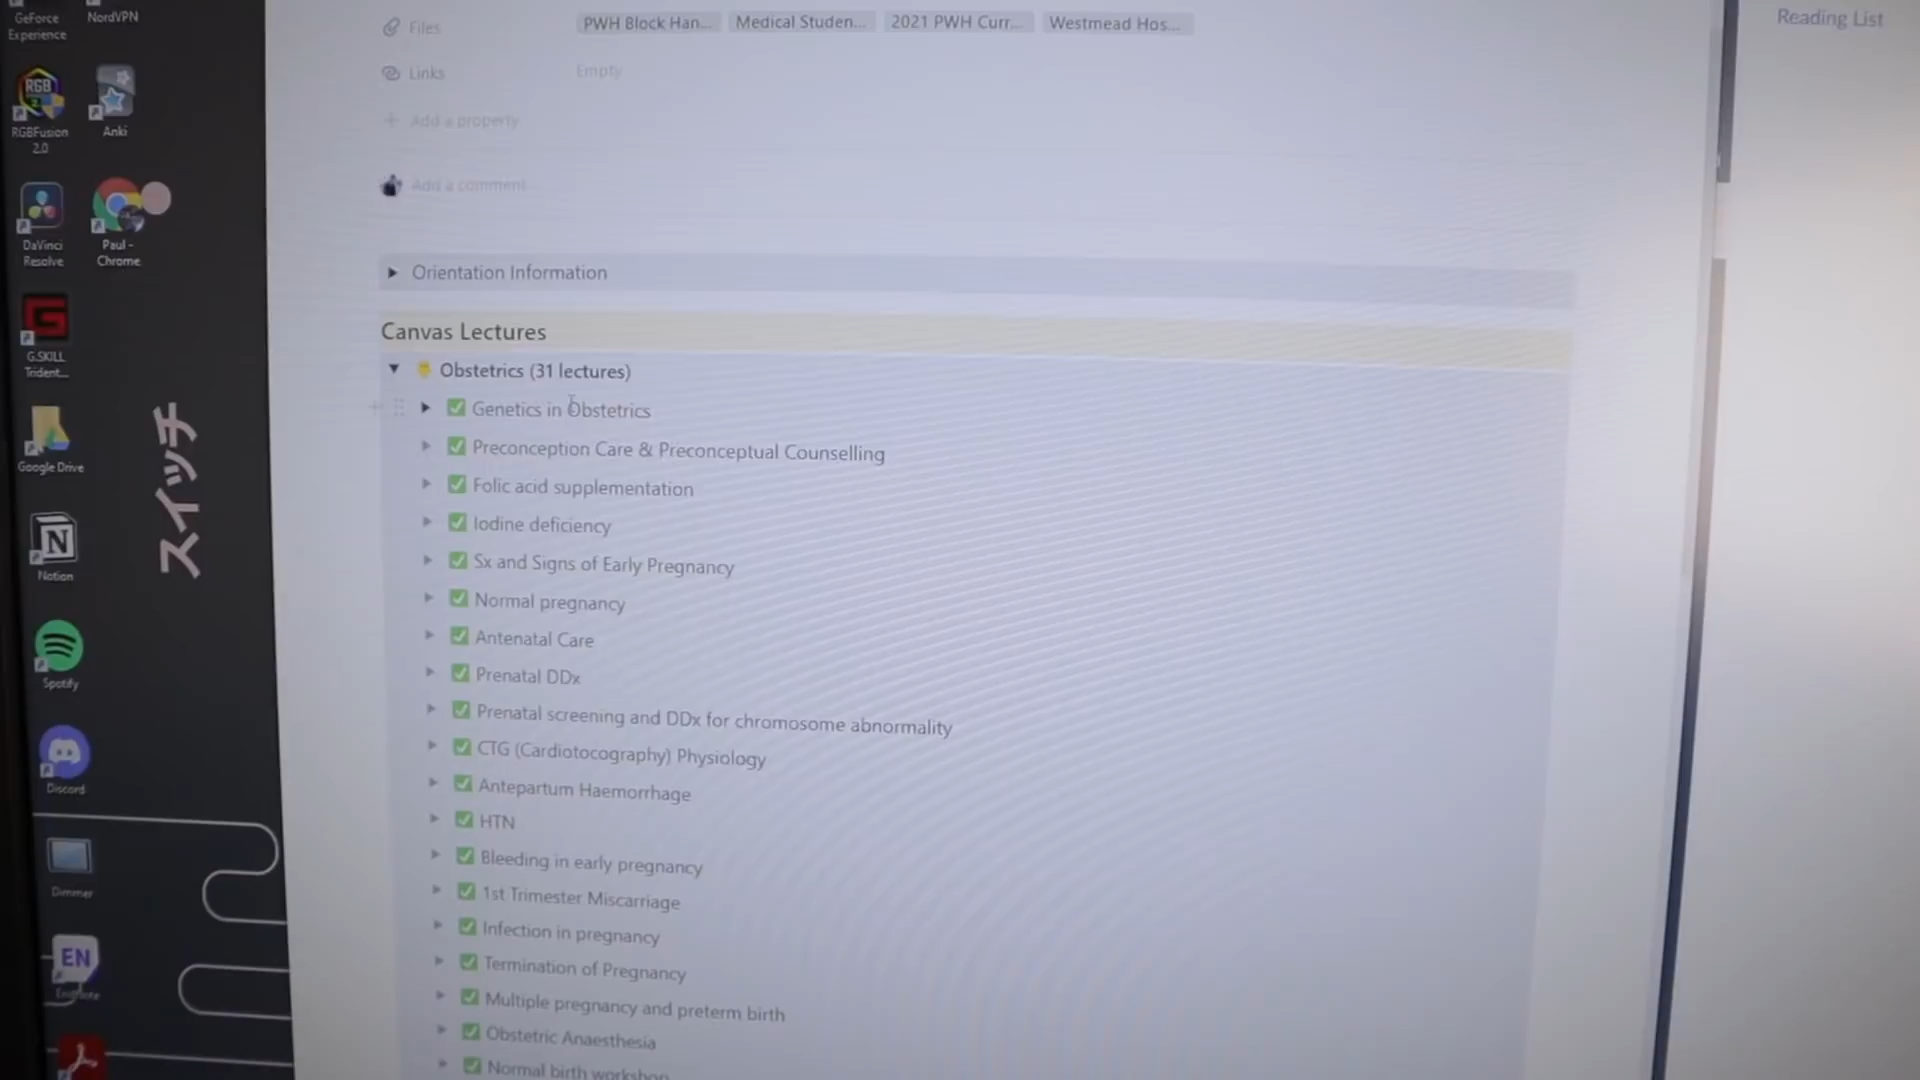 GeForce
Experience
NordVPN
RGB
RGBFusion
2.0
Anki
DaVinci
Resolve
Paul -
Chrome
G.SKILL
Trident...
Google Drive
スイッチ
Notion
Spotify
Discord
Dimmer
EN
EndNote
Files
PWH Block Han...
Medical Studen...
2021 PWH Curr...
Westmead Hos...
Links
Empty
Add a property
Add a comment
Orientation Information
Canvas Lectures
Obstetrics (31 lectures)
Genetics in Obstetrics
Preconception Care & Preconceptual Counselling
Folic acid supplementation
Iodine deficiency
Sx and Signs of Early Pregnancy
Normal pregnancy
Antenatal Care
Prenatal DDx
Prenatal screening and DDx for chromosome abnormality
CTG (Cardiotocography) Physiology
Antepartum Haemorrhage
HTN
Bleeding in early pregnancy
1st Trimester Miscarriage
Infection in pregnancy
Termination of Pregnancy
Multiple pregnancy and preterm birth
Obstetric Anaesthesia
Normal birth workshop
Reading List